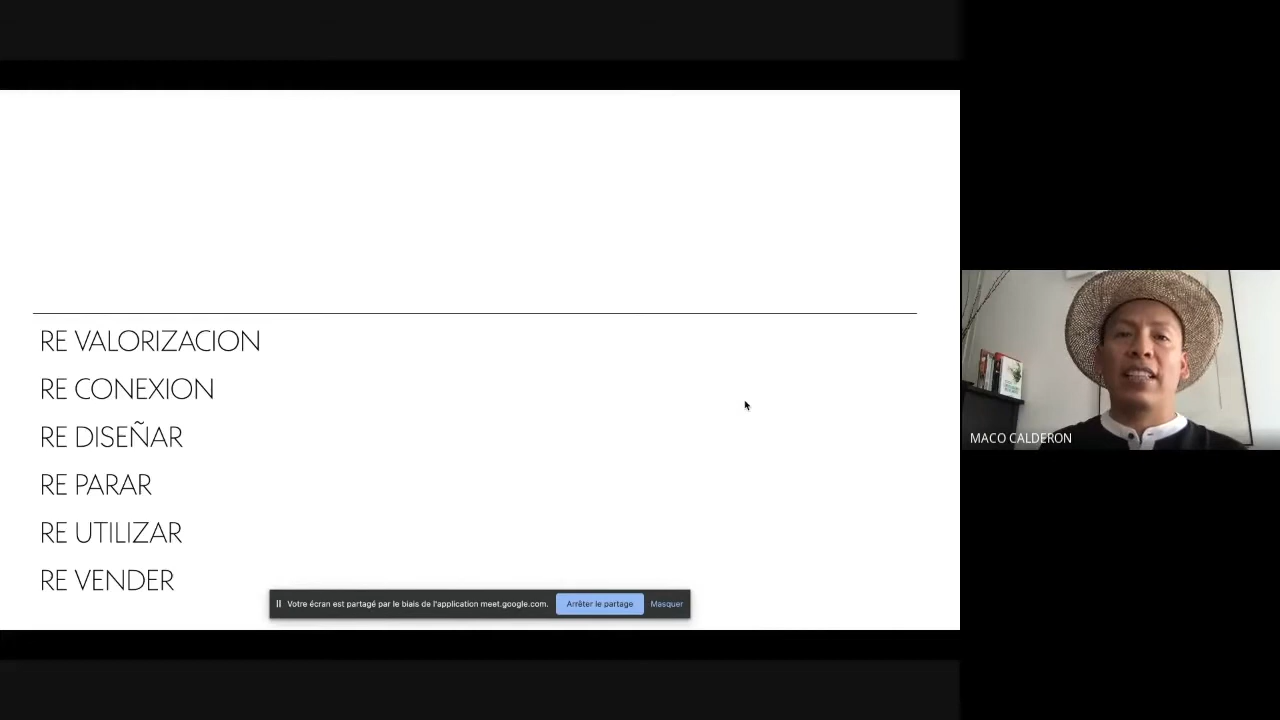 RE VALORIZACION
RE CONEXION
RE DISEÑAR
RE PARAR
RE UTILIZAR
RE VENDER
Votre écran est partagé par le biais de l'application meet.google.com. Arrêter le partage Masquer
MACO CALDERON